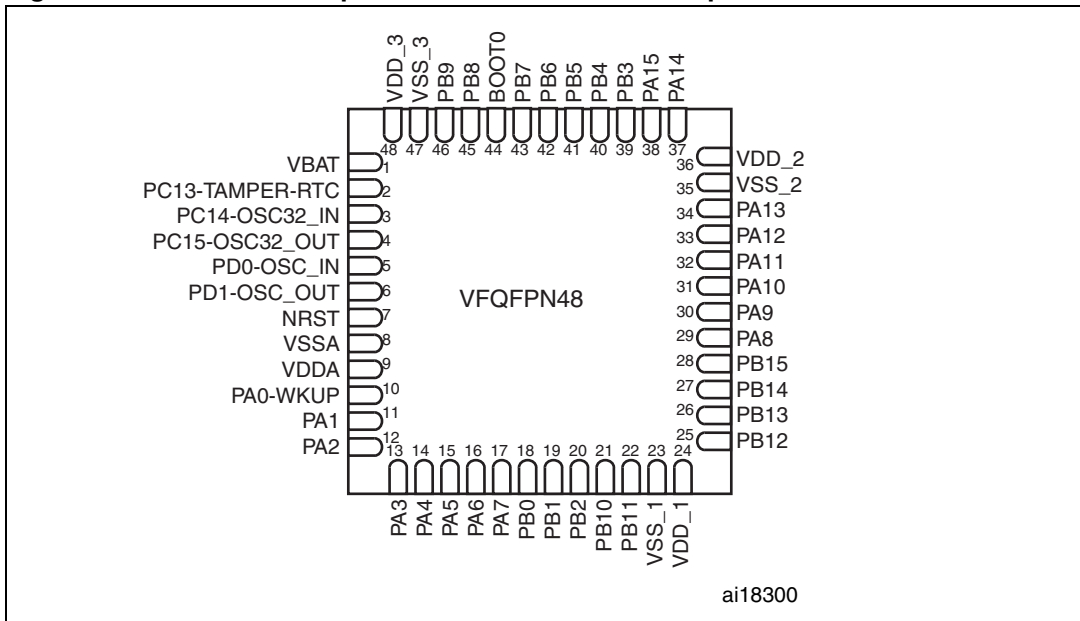 VDD_3
VSS_3
PB9
PB8
BOOT0
PB7
PB6
PB5
PB4
PB3
PA15
PA14
48 47 46 45 44 43 42 41 40 39 38 37
VBAT 1
PC13-TAMPER-RTC 2
PC14-OSC32_IN 3
PC15-OSC32_OUT 4
PD0-OSC_IN 5
PD1-OSC_OUT 6
NRST 7
VSSA 8
VDDA 9
PA0-WKUP 10
PA1 11
PA2 12
VFQFPN48
36 VDD_2
35 VSS_2
34 PA13
33 PA12
32 PA11
31 PA10
30 PA9
29 PA8
28 PB15
27 PB14
26 PB13
25 PB12
13 14 15 16 17 18 19 20 21 22 23 24
PA3
PA4
PA5
PA6
PA7
PB0
PB1
PB2
PB10
PB11
VSS_1
VDD_1
ai18300